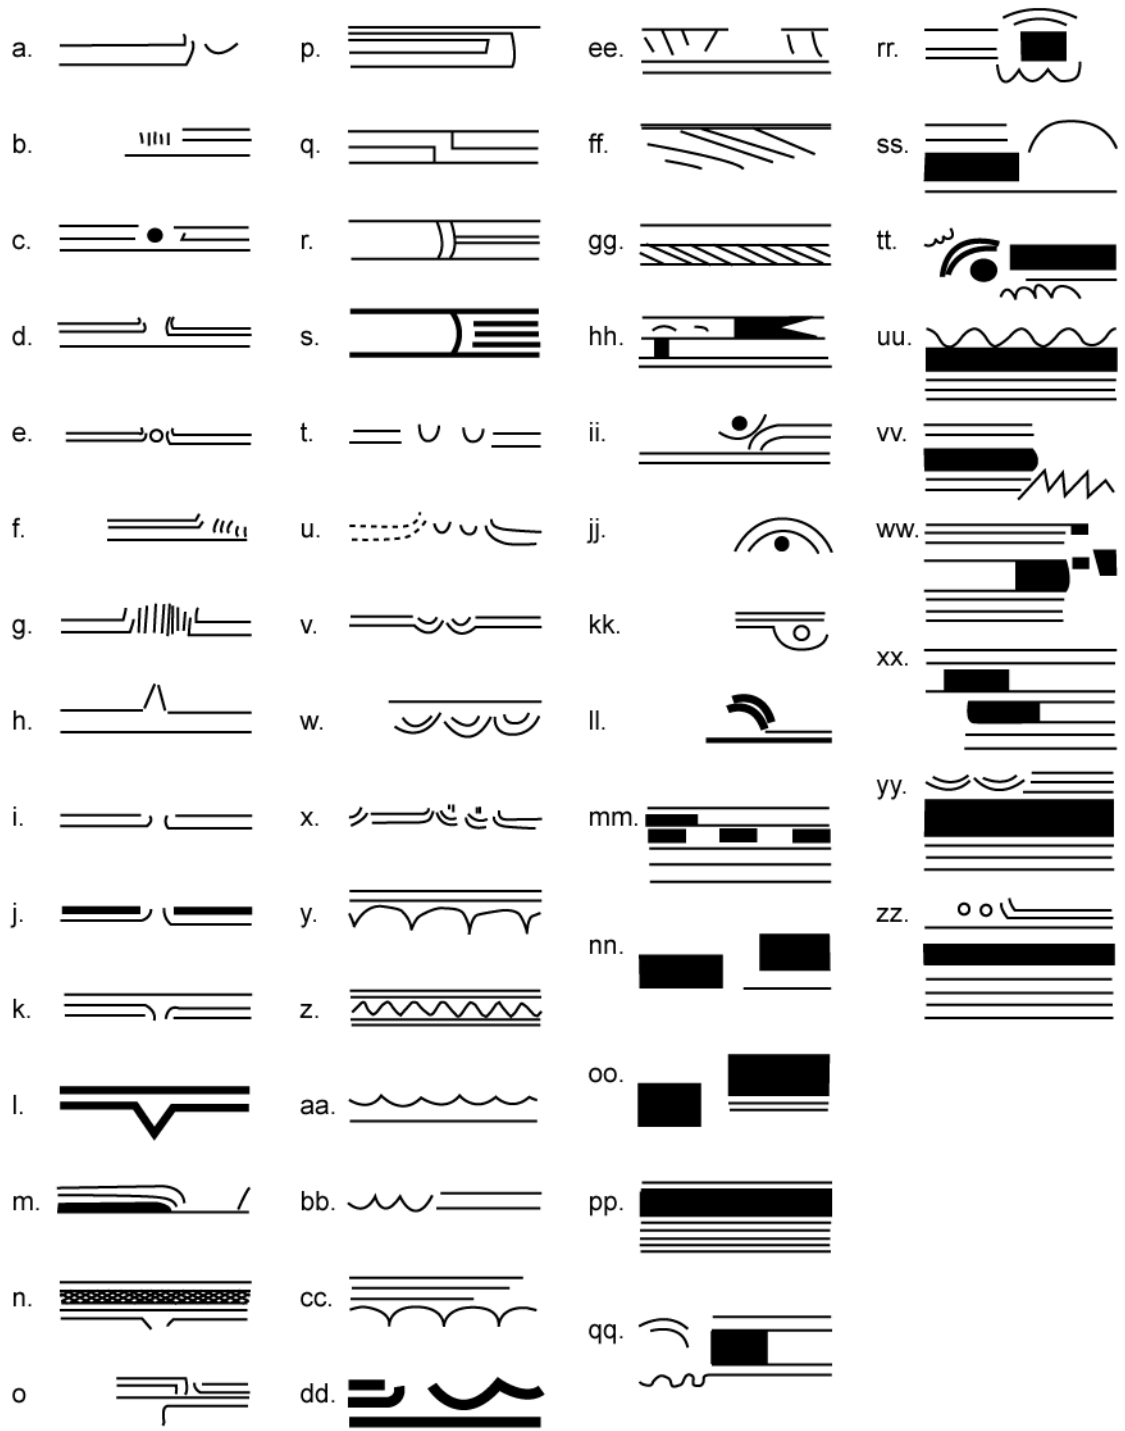 a.
b.
c.
d.
e.
f.
g.
h.
i.
j.
k.
l.
m.
n.
o
p.
q.
r.
s.
t.
u.
v.
w.
x.
y.
z.
aa.
bb.
cc.
dd.
ee.
ff.
gg.
hh.
ii.
jj.
kk.
ll.
mm.
nn.
oo.
pp.
qq.
rr.
ss.
tt.
uu.
vv.
ww.
xx.
yy.
zz.